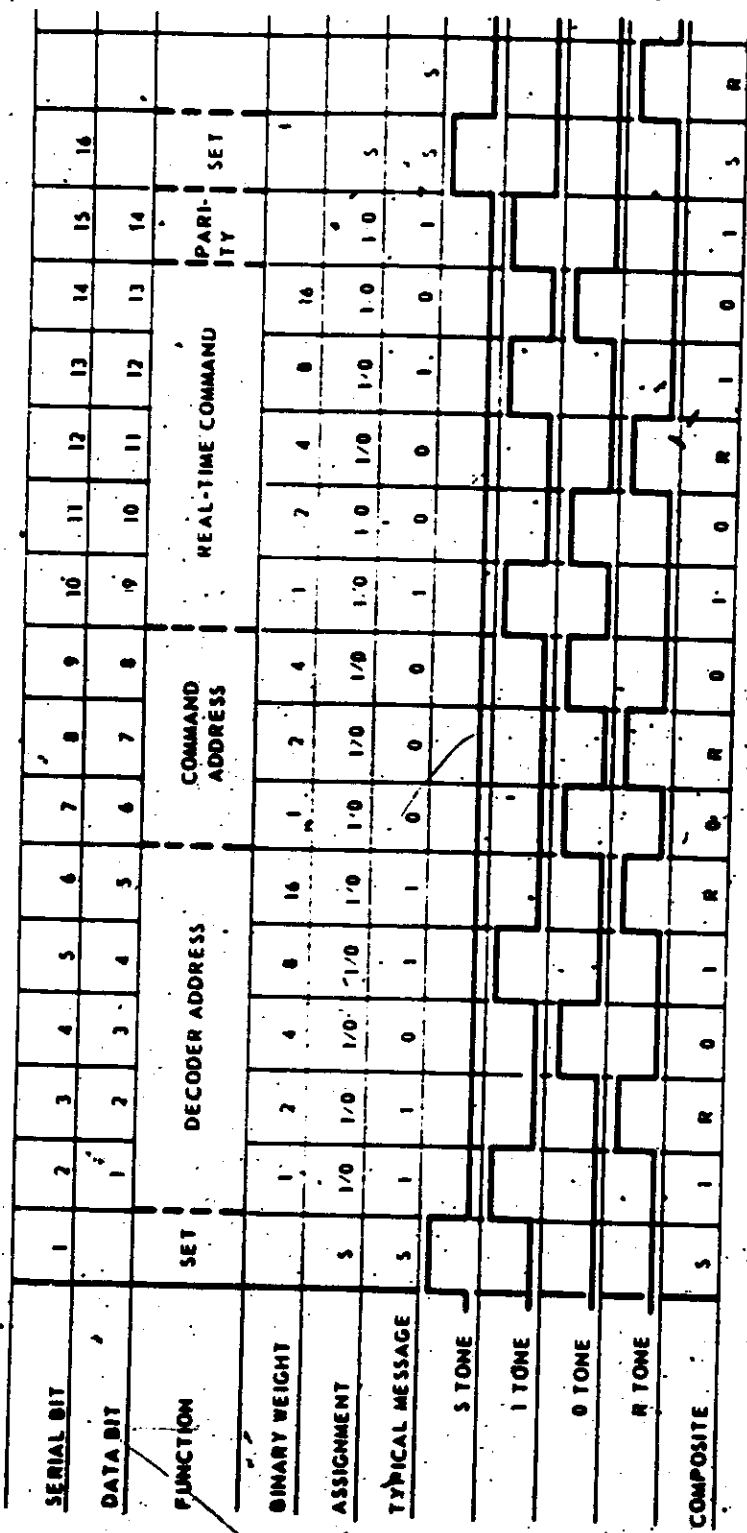 SERIAL BIT 1 2 3 4 5 6 7 8 9 10 11 12 13 14 15 16
DATA BIT 1 2 3 4 5 6 7 8 9 10 11 12 13 14
FUNCTION SET DECODER ADDRESS COMMAND ADDRESS REAL-TIME COMMAND PARI-TY SET
BINARY WEIGHT 1 2 4 8 16 1 2 4 1 2 4 8 16
ASSIGNMENT S 1/0 1/0 1/0 1/0 1/0 1/0 1/0 1/0 1/0 1/0 1/0 1/0 1/0 1/0 S
TYPICAL MESSAGE S 1 1 0 1 1 0 0 0 1 0 0 1 0 1 S S
S TONE
1 TONE
0 TONE
R TONE
COMPOSITE S 1 R 0 1 R 0 R 0 1 0 R 1 0 1 S R